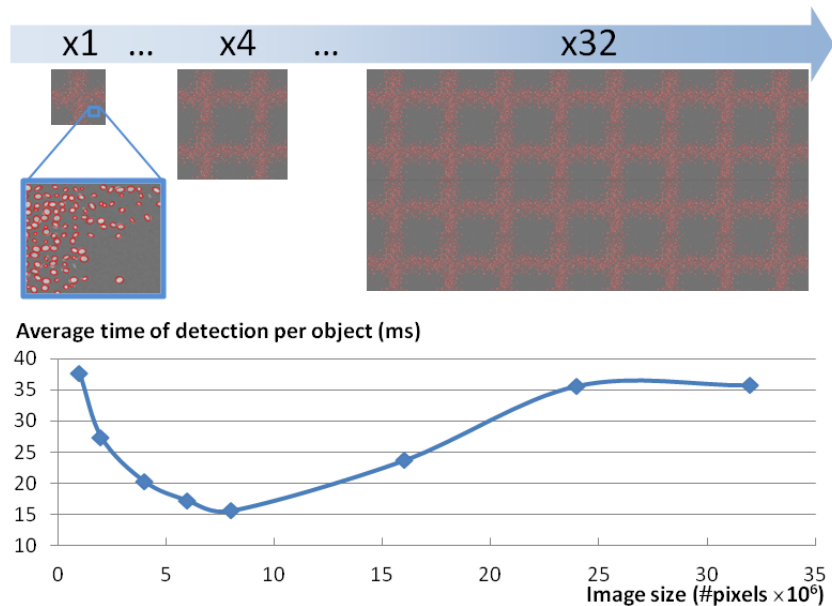 x1 ... x4 ... x32
Average time of detection per object (ms)
40
35
30
25
20
15
10
0 5 10 15 20 25 30 35
Image size (#pixels ×10⁶)